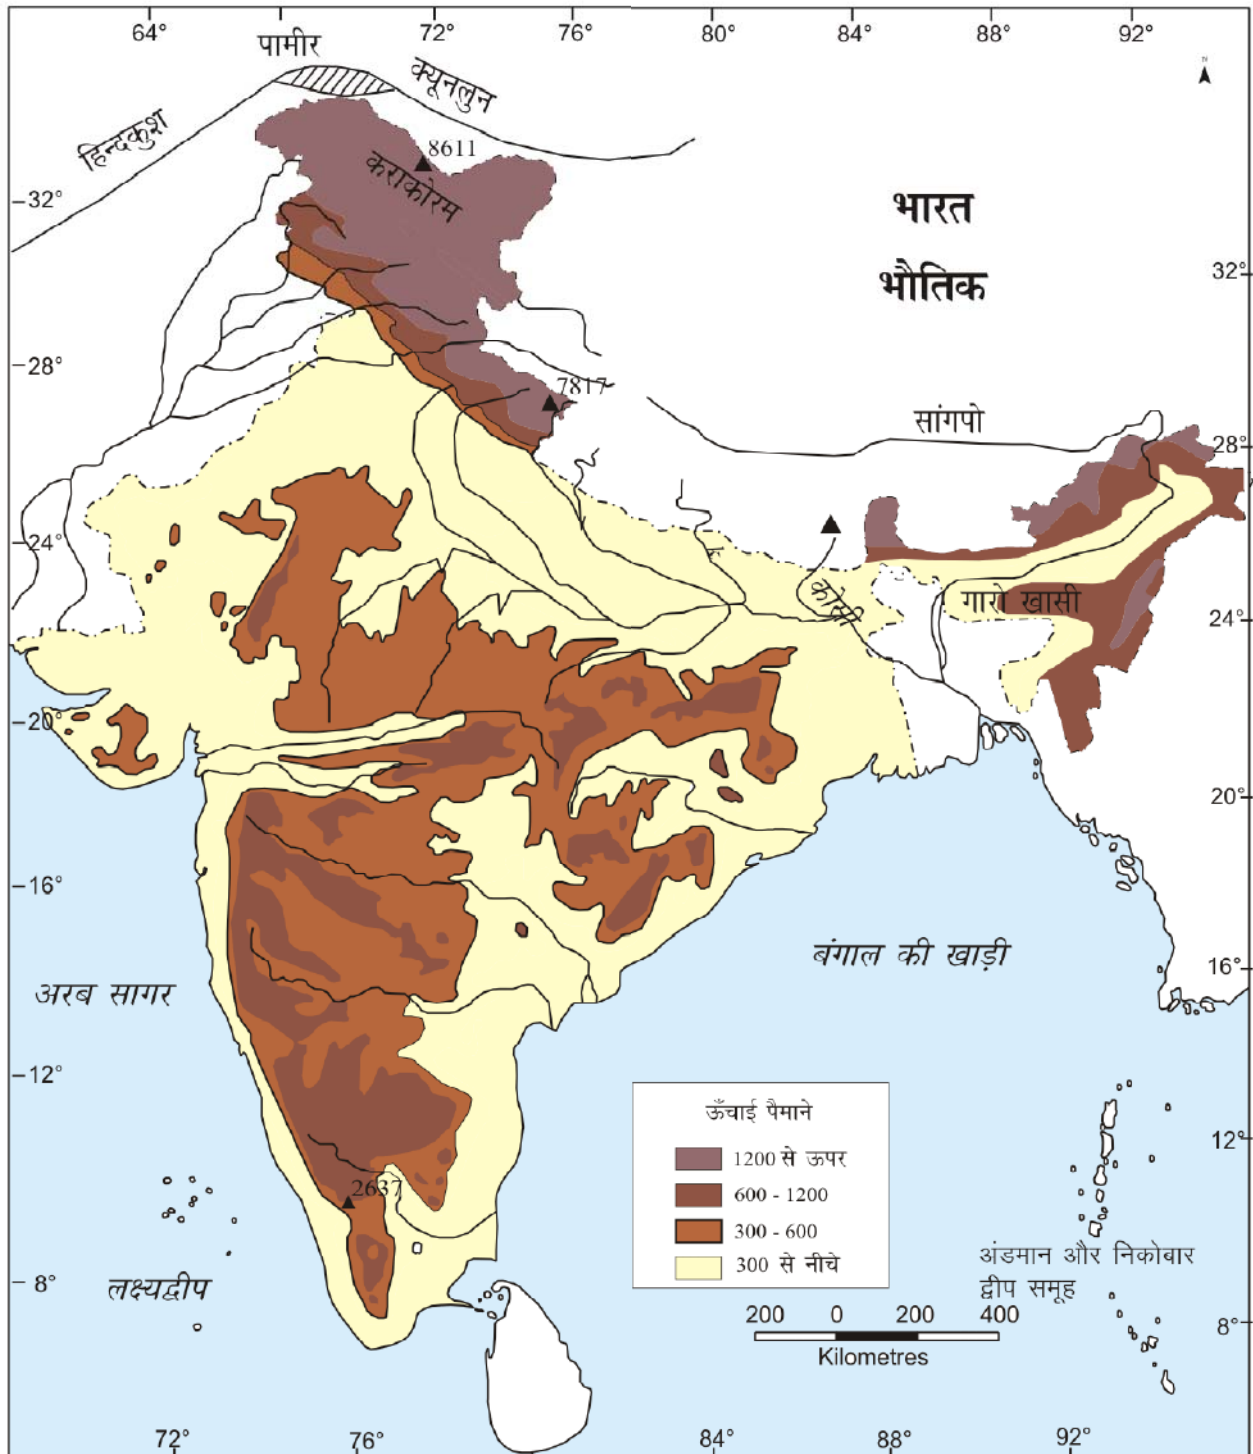 64° 72° 76° 80° 84° 88° 92°
पामीर
क्यूनलुन
हिन्दकुश
8611
काराकोरम
भारत
भौतिक
32°
32°
28°
7817
सांगपो
28°
24°
कोसी
गारो खासी
24°
20°
20°
16°
बंगाल की खाड़ी
16°
अरब सागर
12°
ऊँचाई पैमाने
1200 से ऊपर
600 - 1200
300 - 600
300 से नीचे
12°
2637
अंडमान और निकोबार
द्वीप समूह
8°
लक्ष्यद्वीप
200 0 200 400
Kilometres
8°
72° 76° 84° 88° 92°